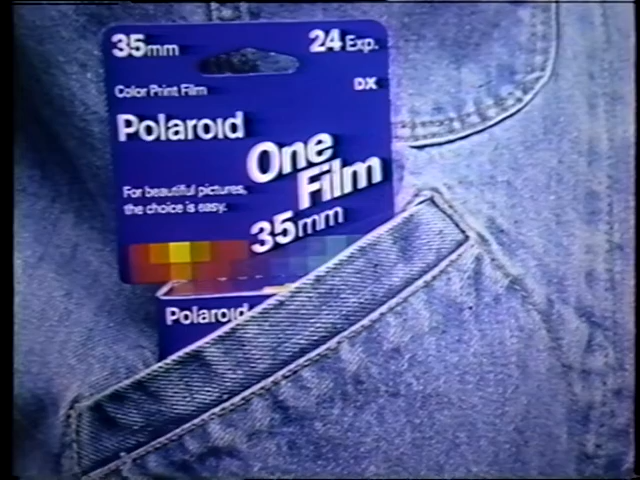 35mm 24 Exp.
Color Print Film DX
Polaroid
One
Film
35mm
For beautiful pictures,
the choice is easy.
Polaroid